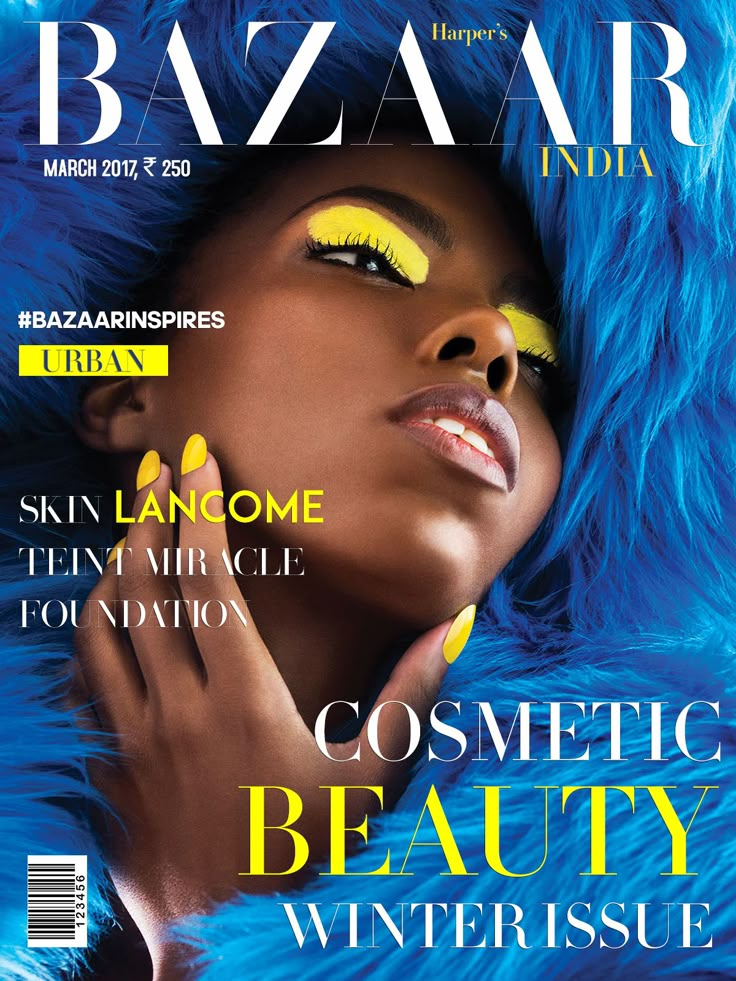 Harper's
BAZAAR
INDIA
MARCH 2017, ₹ 250
#BAZAARINSPIRES
URBAN
SKIN LANCOME
TEINT MIRACLE
FOUNDATION
COSMETIC
BEAUTY
WINTER ISSUE
123456